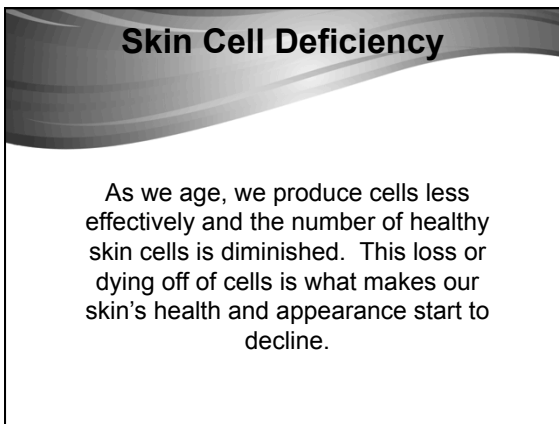 Skin Cell Deficiency
As we age, we produce cells less
effectively and the number of healthy
skin cells is diminished.  This loss or
dying off of cells is what makes our
skin’s health and appearance start to
decline.